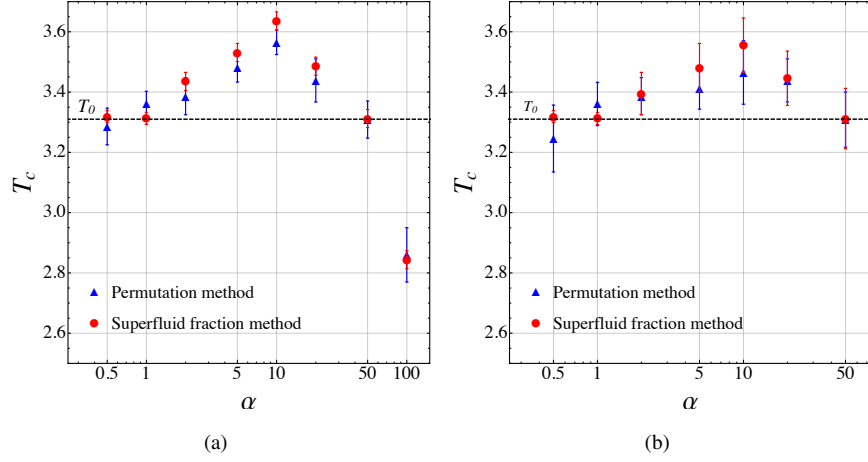 3.6
3.4
T0
3.2
Tc
3.0
2.8
Permutation method
Superfluid fraction method
2.6
0.5 1 5 10 50 100
α
(a)
3.6
3.4
T0
3.2
Tc
3.0
2.8
Permutation method
Superfluid fraction method
2.6
0.5 1 5 10 50
α
(b)